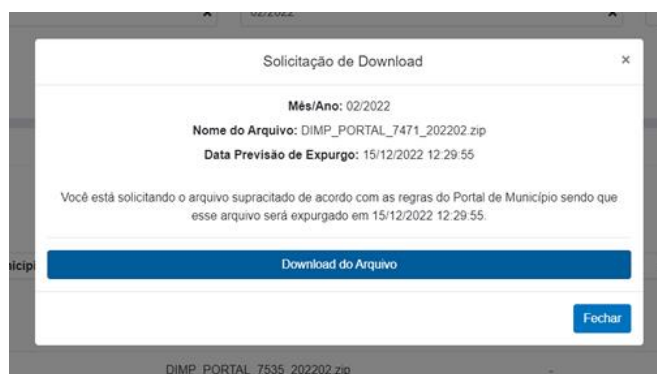 02/2022
Solicitação de Download
Mês/Ano: 02/2022
Nome do Arquivo: DIMP_PORTAL_7471_202202.zip
Data Previsão de Expurgo: 15/12/2022 12:29:55
Você está solicitando o arquivo supracitado de acordo com as regras do Portal de Município sendo que
esse arquivo será expurgado em 15/12/2022 12:29:55.
Download do Arquivo
Fechar
DIMP_PORTAL_7535_202202.zip